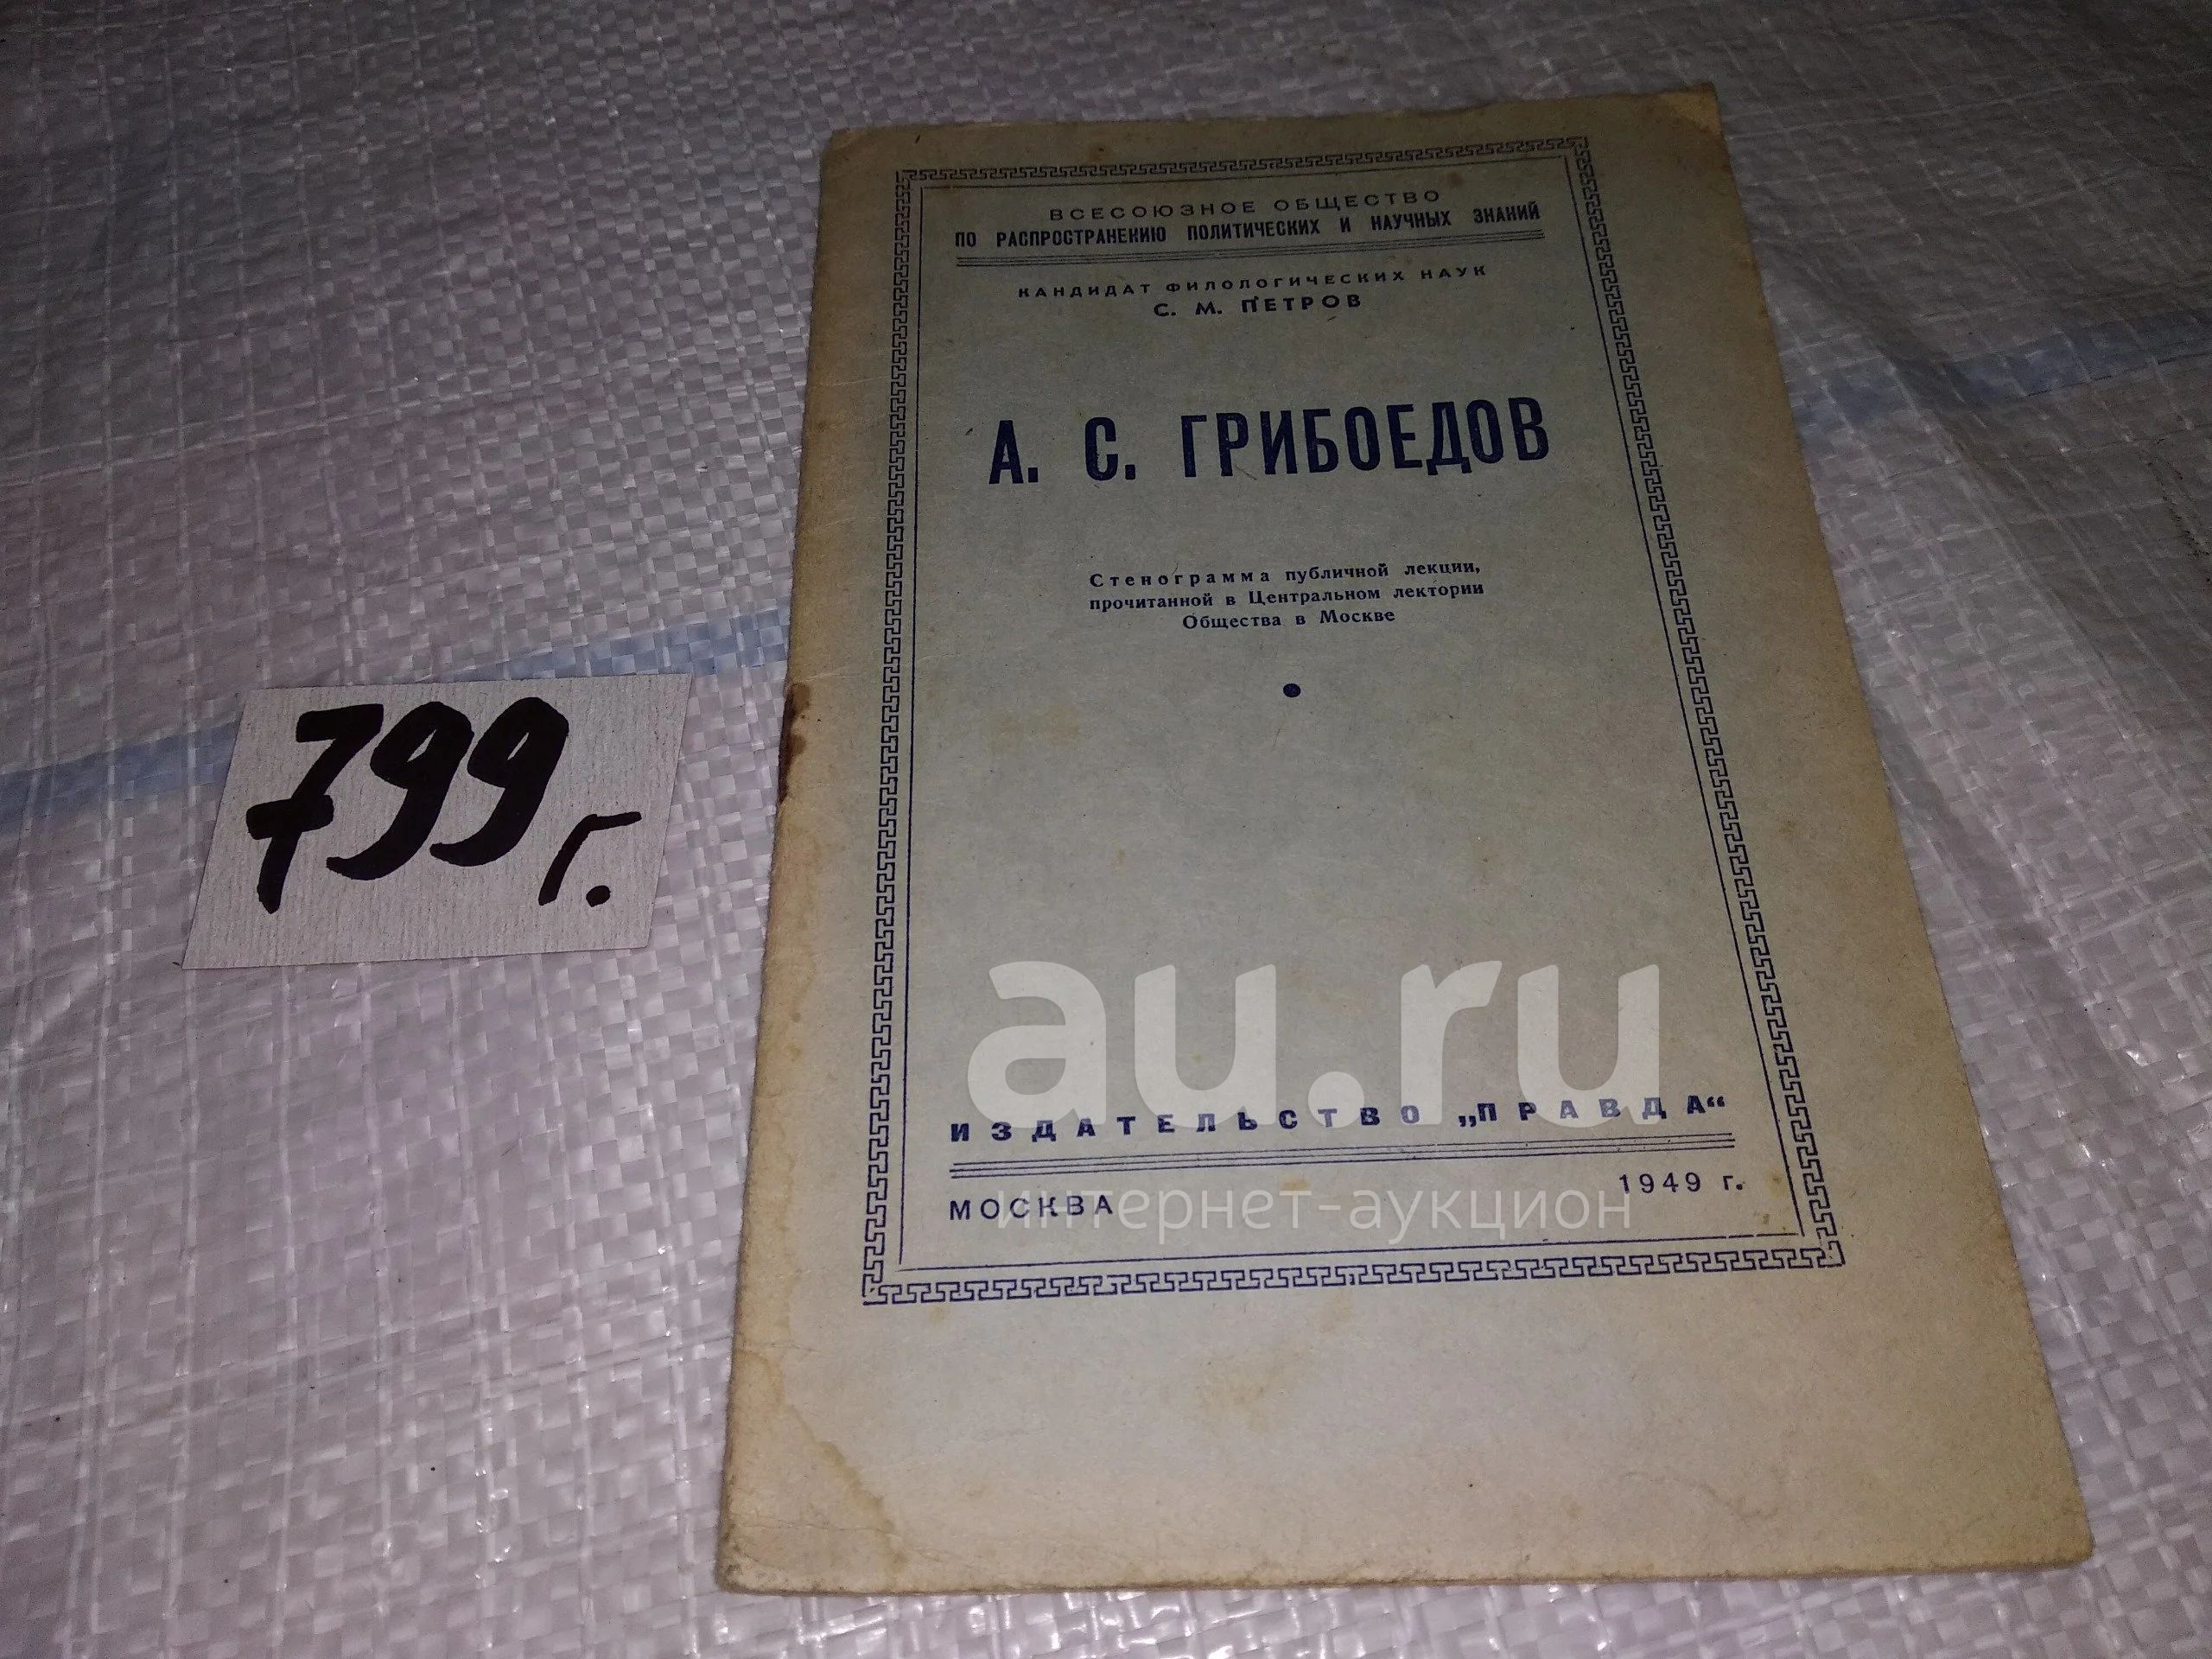 ВСЕСОЮЗНОЕ ОБЩЕСТВО
ПО РАСПРОСТРАНЕНИЮ ПОЛИТИЧЕСКИХ И НАУЧНЫХ ЗНАНИЙ
КАНДИДАТ ФИЛОЛОГИЧЕСКИХ НАУК
С. М. ПЕТРОВ
А. С. ГРИБОЕДОВ
Стенограмма публичной лекции,
прочитанной в Центральном лектории
Общества в Москве
799 г.
au.ru
ИЗДАТЕЛЬСТВО „ПРАВДА“
МОСКВА 1949 г.
интернет-аукцион